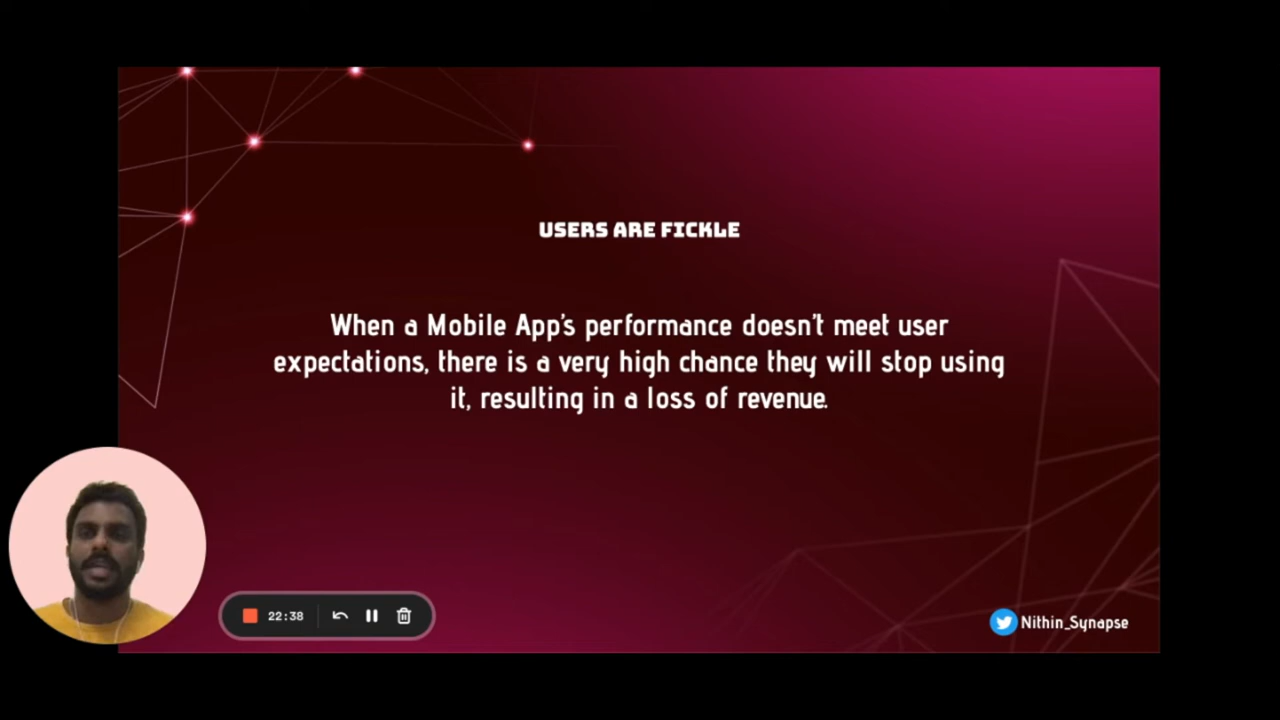 USERS ARE FICKLE
When a Mobile App's performance doesn't meet user
expectations, there is a very high chance they will stop using
it, resulting in a loss of revenue.
22:38
Nithin_Synapse